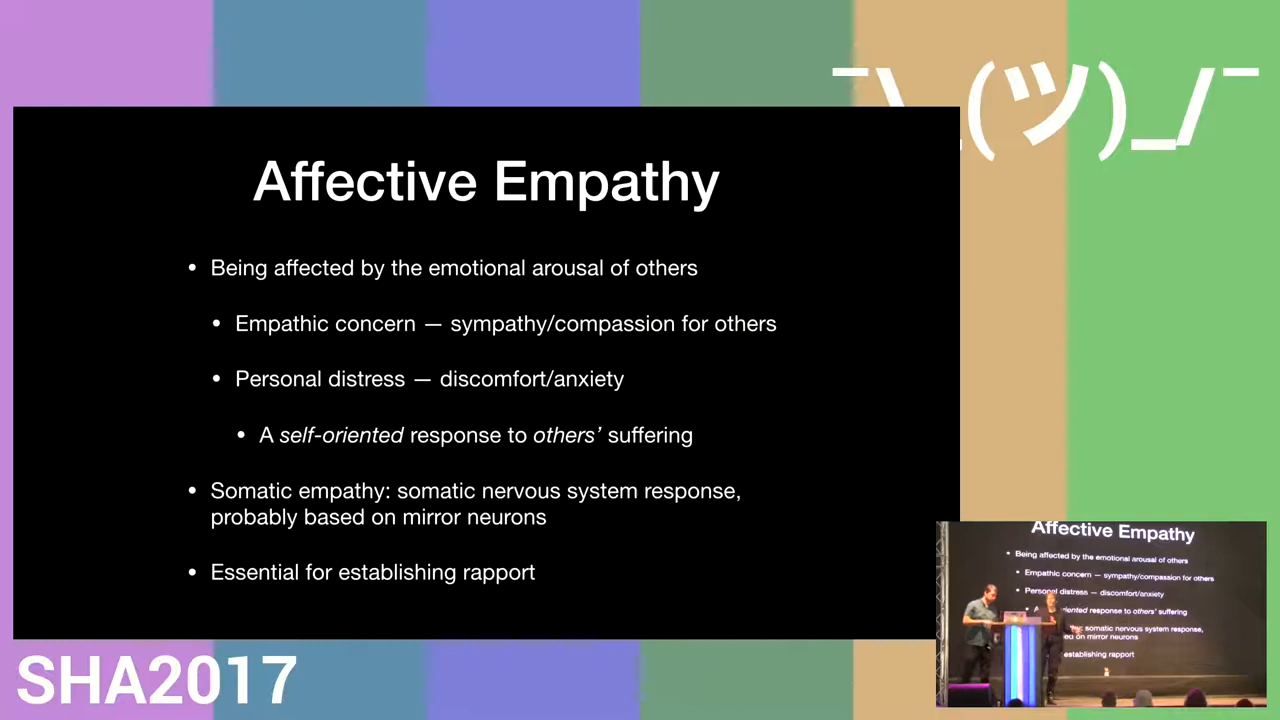 ¯\_(ツ)_/¯
Affective Empathy
• Being affected by the emotional arousal of others
• Empathic concern — sympathy/compassion for others
• Personal distress — discomfort/anxiety
• A self-oriented response to others’ suffering
• Somatic empathy: somatic nervous system response,
probably based on mirror neurons
• Essential for establishing rapport
SHA2017
Affective Empathy
• Being affected by the emotional arousal of others
• Empathic concern — sympathy/compassion for others
• Personal distress — discomfort/anxiety
response to others’ suffering
somatic nervous system response,
on mirror neurons
establishing rapport